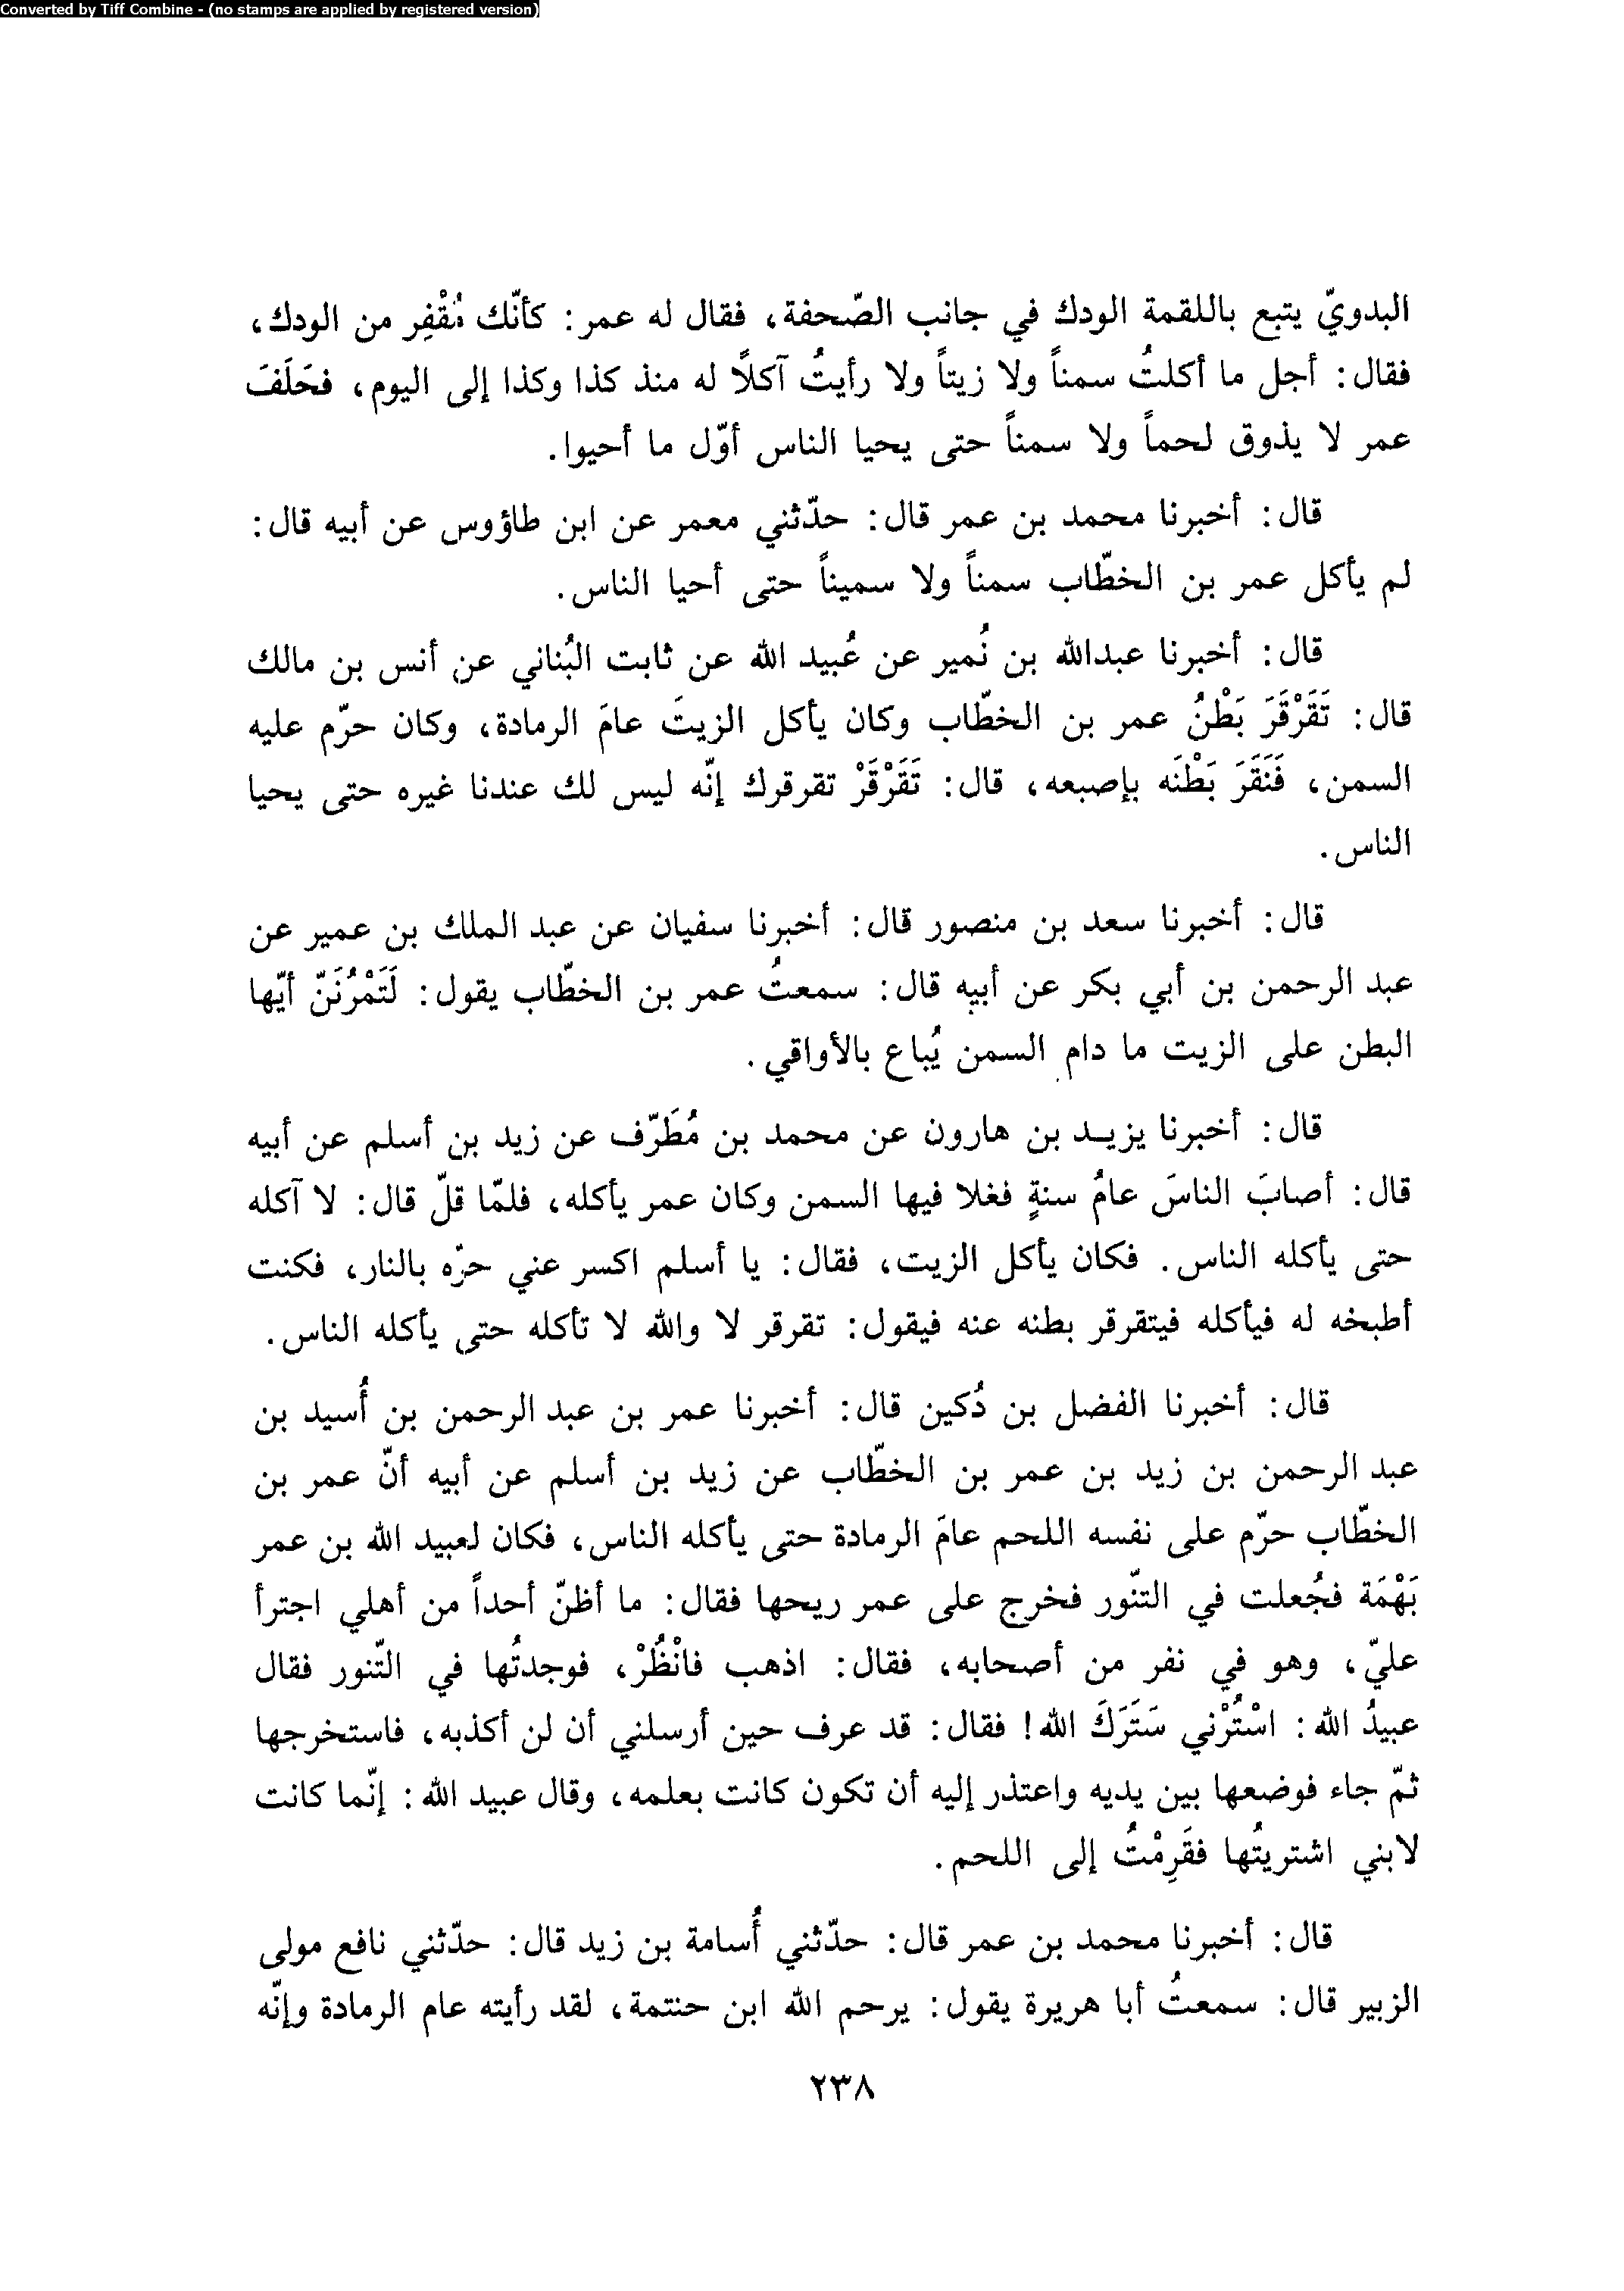 Converted by Tiff Combine - (no stamps are applied by registered version)
البدويّ يتبع باللقمة الودك في جانب الصّحفة، فقال له عمر: كأنّك مُقْفِر من الودك،
فقال: أجل ما أكلتُ سمناً ولا زيتاً ولا رأيتُ آكلاً له منذ كذا وكذا إلى اليوم، فحَلَفَ
عمر لا يذوق لحماً ولا سمناً حتى يحيا الناس أوّل ما أحيوا.
قال: أخبرنا محمد بن عمر قال: حدّثني معمر عن ابن طاؤوس عن أبيه قال:
لم يأكل عمر بن الخطّاب سمناً ولا سميناً حتى أحيا الناس.
قال: أخبرنا عبدالله بن نُمير عن عُبيد الله عن ثابت البُناني عن أنس بن مالك
قال: تَقَرْقَرَ بَطْنُ عمر بن الخطّاب وكان يأكل الزيتَ عامَ الرمادة، وكان حرّم عليه
السمن، فَنَقَرَ بَطْنَه بإصبعه، قال: تَقَرْقَرْ تقرقرك إنّه ليس لك عندنا غيره حتى يحيا
الناس.
قال: أخبرنا سعد بن منصور قال: أخبرنا سفيان عن عبد الملك بن عمير عن
عبد الرحمن بن أبي بكر عن أبيه قال: سمعتُ عمر بن الخطّاب يقول: لَتَمْرُنَنّ أيّها
البطن على الزيت ما دام السمن يُباع بالأواقي.
قال: أخبرنا يزيـد بن هارون عن محمد بن مُطَرّف عن زيد بن أسلم عن أبيه
قال: أصابَ الناسَ عامُ سنةٍ فغلا فيها السمن وكان عمر يأكله، فلمّا قلّ قال: لا آكله
حتى يأكله الناس. فكان يأكل الزيت، فقال: يا أسلم اكسر عني حرّه بالنار، فكنت
أطبخه له فيأكله فيتقرقر بطنه عنه فيقول: تقرقر لا والله لا تأكله حتى يأكله الناس.
قال: أخبرنا الفضل بن دُكين قال: أخبرنا عمر بن عبد الرحمن بن أُسيد بن
عبد الرحمن بن زيد بن عمر بن الخطّاب عن زيد بن أسلم عن أبيه أنّ عمر بن
الخطّاب حرّم على نفسه اللحم عامَ الرمادة حتى يأكله الناس، فكان لعبيد الله بن عمر
بَهْمَة فجُعلت في التنّور فخرج على عمر ريحها فقال: ما أظنّ أحداً من أهلي اجترأ
عليّ، وهو في نفر من أصحابه، فقال: اذهب فانْظُرْ، فوجدتُها في التّنور فقال
عبيدُ الله: اسْتُرْني سَتَرَكَ الله! فقال: قد عرف حين أرسلني أن لن أكذبه، فاستخرجها
ثمّ جاء فوضعها بين يديه واعتذر إليه أن تكون كانت بعلمه، وقال عبيد الله: إنّما كانت
لابني اشتريتُها فقَرِمْتُ إلى اللحم.
قال: أخبرنا محمد بن عمر قال: حدّثني أُسامة بن زيد قال: حدّثني نافع مولى
الزبير قال: سمعتُ أبا هريرة يقول: يرحم الله ابن حنتمة، لقد رأيته عام الرمادة وإنّه
٢٣٨